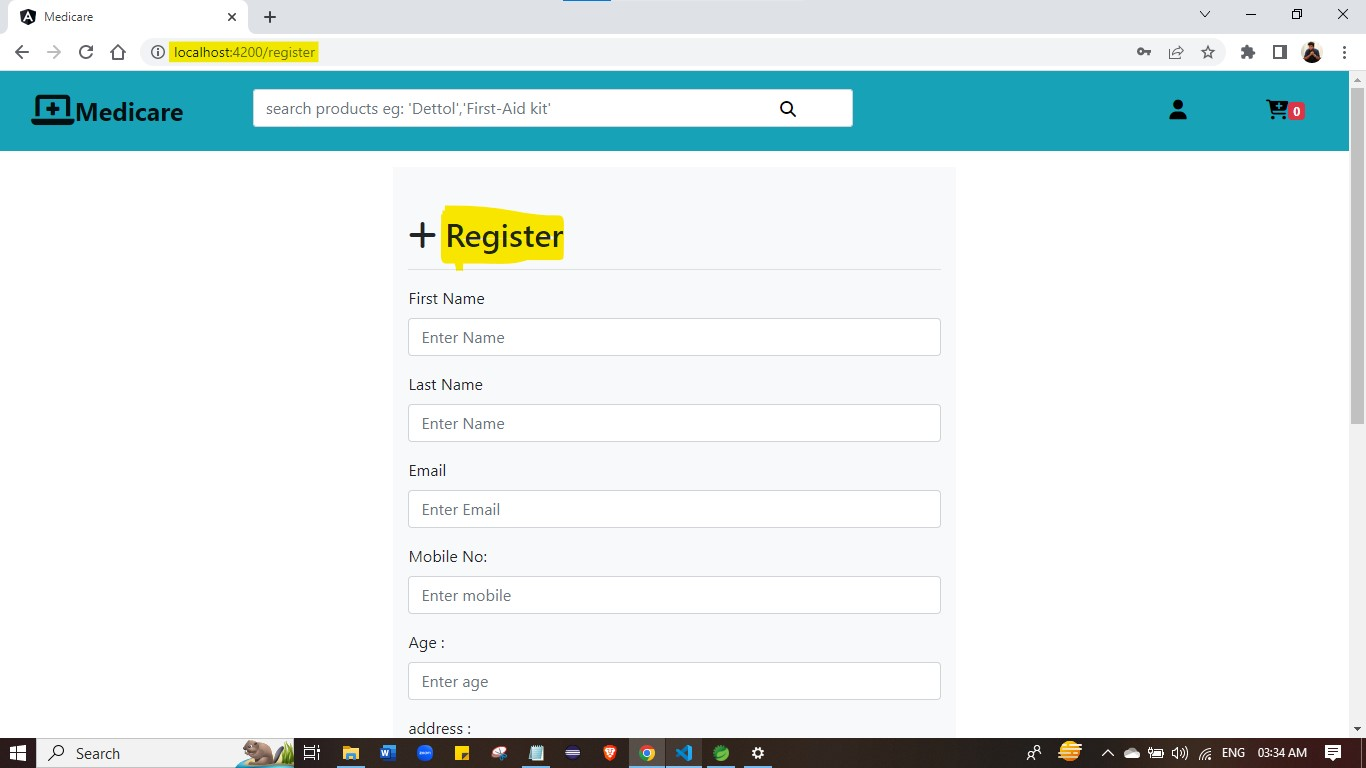 Medicare
localhost:4200/register
Medicare
search products eg: 'Dettol','First-Aid kit'
0
Register
First Name
Enter Name
Last Name
Enter Name
Email
Enter Email
Mobile No:
Enter mobile
Age :
Enter age
address :
Search
ENG
03:34 AM